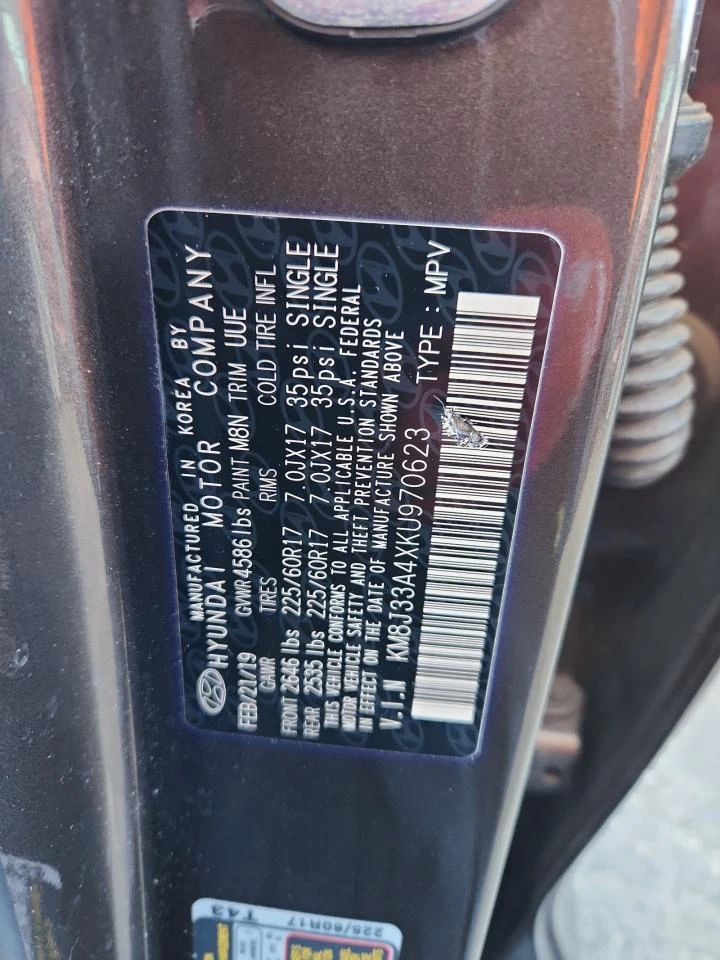 MANUFACTURED IN KOREA BY
HYUNDAI MOTOR COMPANY
FEB/21/19 GVWR 4586 lbs PAINT M8N TRIM UUE
GAWR TIRES RIMS COLD TIRE INFL
FRONT 2646 lbs 225/60R17 7.0JX17 35psi SINGLE
REAR 2535 lbs 225/60R17 7.0JX17 35psi SINGLE
THIS VEHICLE CONFORMS TO ALL APPLICABLE U.S.A. FEDERAL
MOTOR VEHICLE SAFETY AND THEFT PREVENTION STANDARDS
IN EFFECT ON THE DATE OF MANUFACTURE SHOWN ABOVE
V.I.N KM8J33A4XKU970623 TYPE : MPV
T43
225/60R17